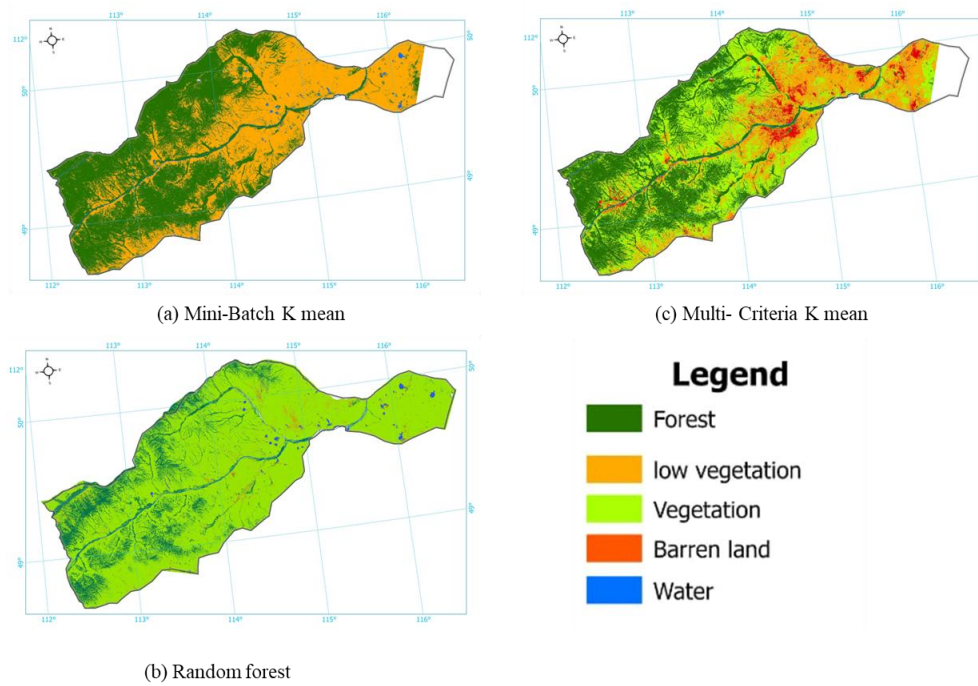 113° 114° 115° 116°
112° 50°
50° 49°
49°
112° 113° 114° 115° 116°
(a) Mini-Batch K mean
113° 114° 115° 116°
112° 50°
50° 49°
49°
112° 113° 114° 115° 116°
(c) Multi- Criteria K mean
113° 114° 115° 116°
112° 50°
50° 49°
49°
112° 113° 114° 115° 116°
(b) Random forest
Legend
Forest
low vegetation
Vegetation
Barren land
Water